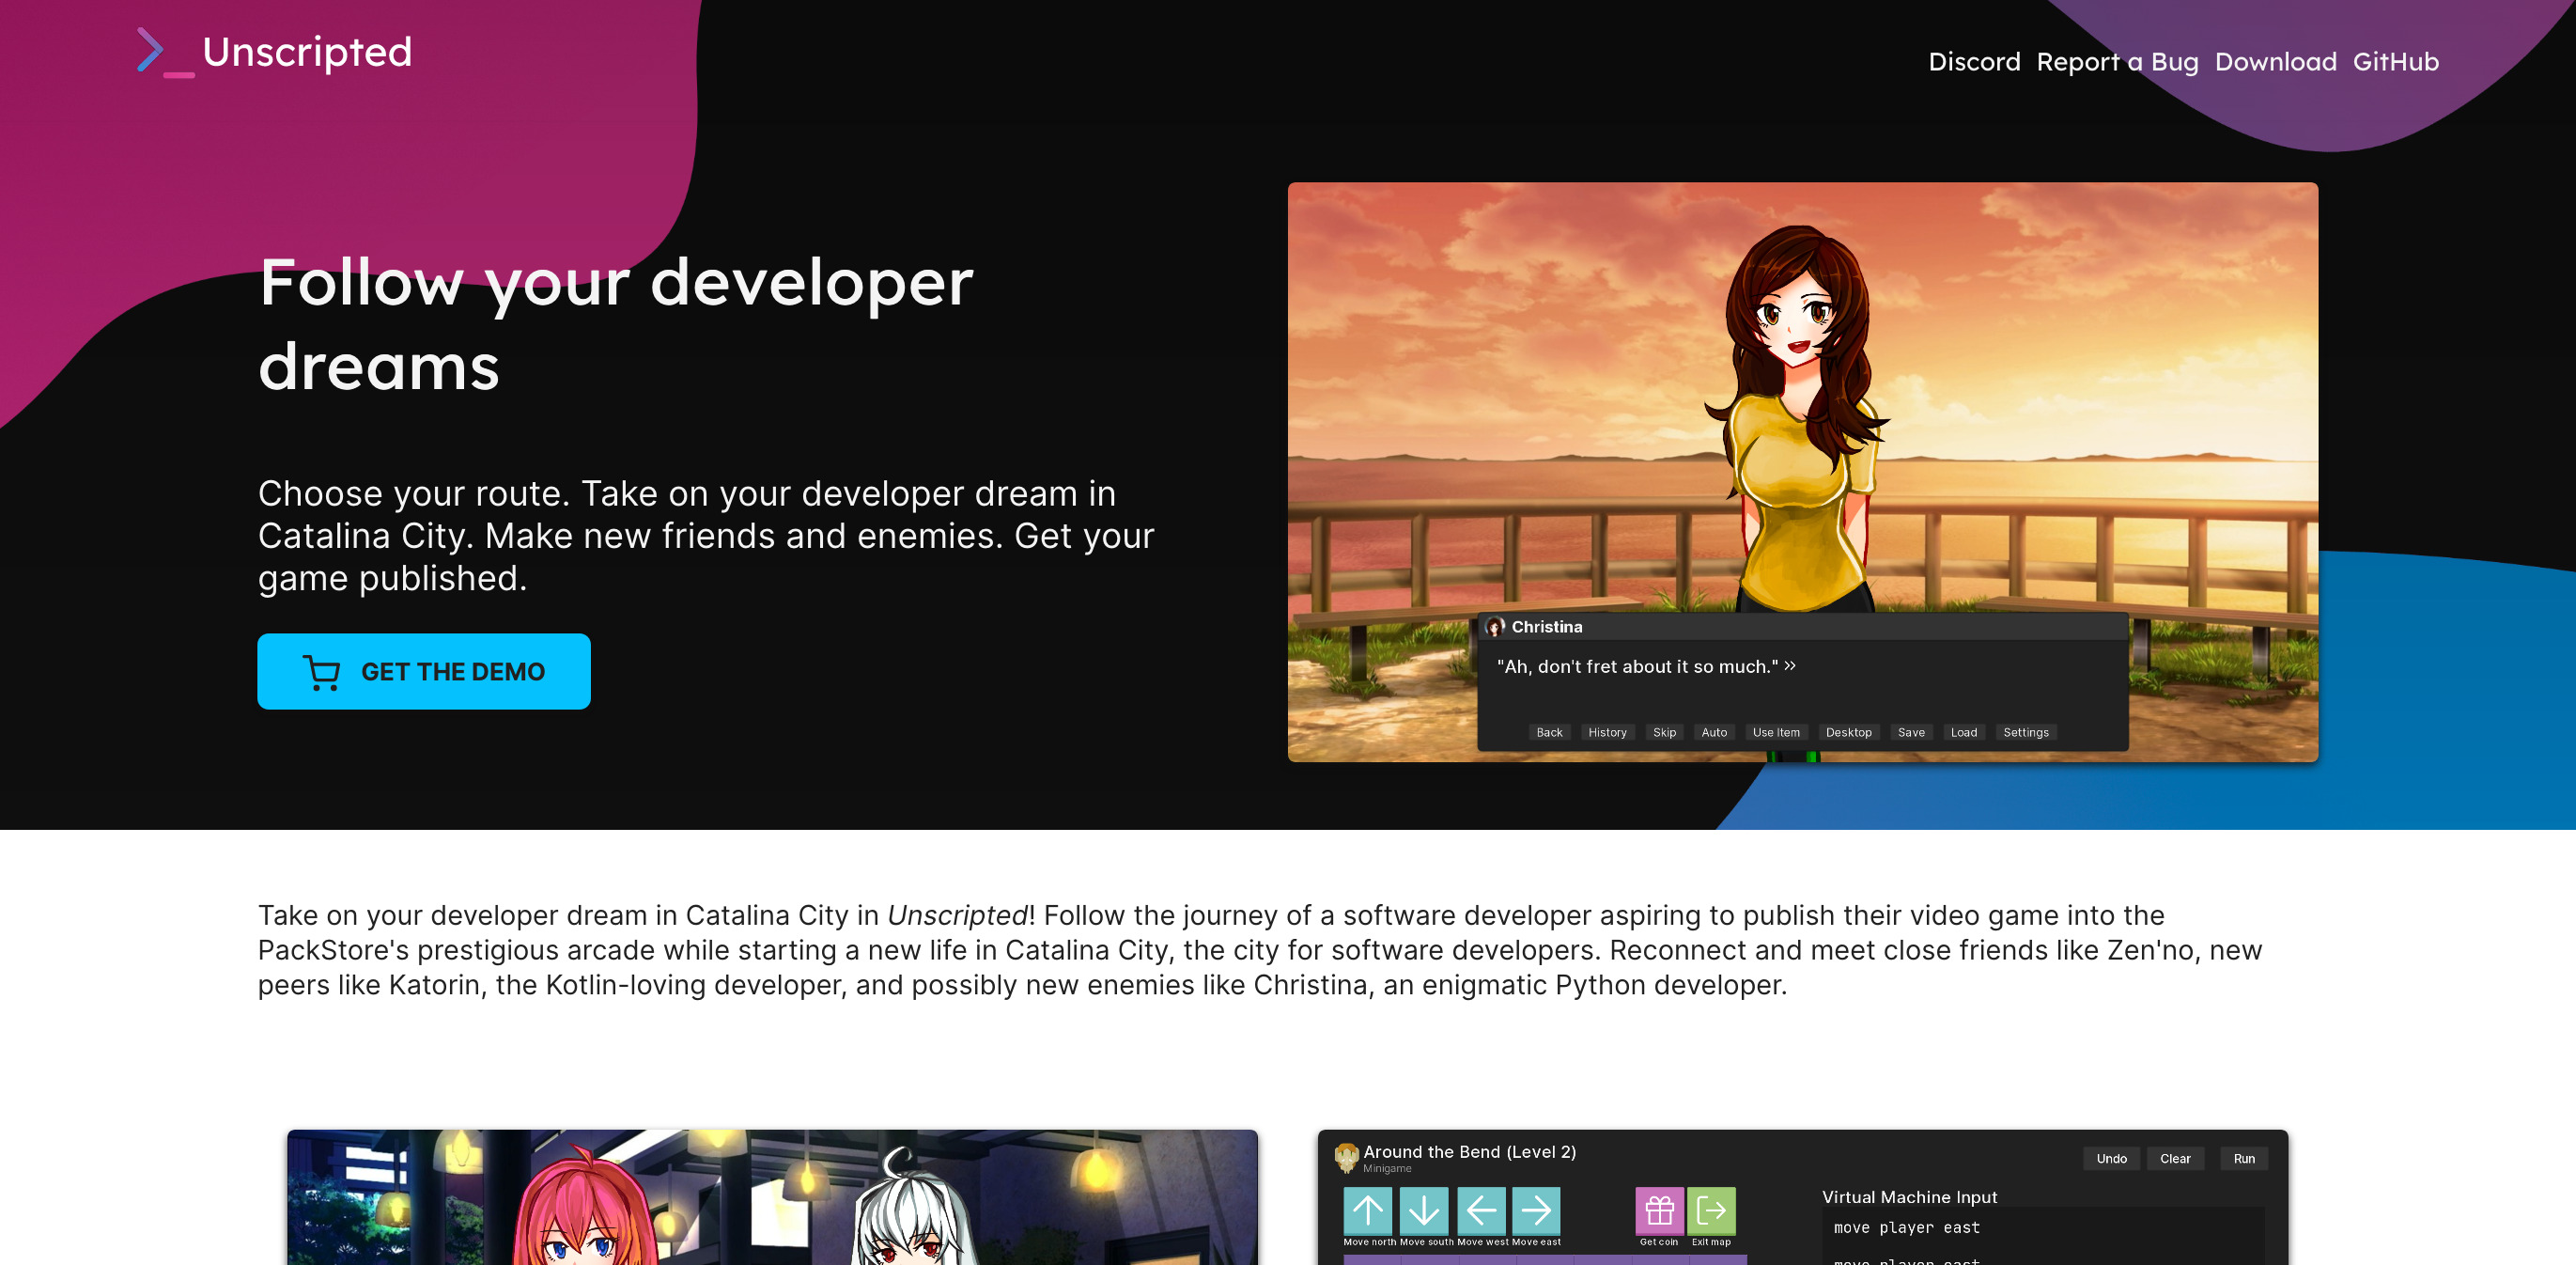 Unscripted
Discord Report a Bug Download GitHub
Follow your developer
dreams
Choose your route. Take on your developer dream in
Catalina City. Make new friends and enemies. Get your
game published.
GET THE DEMO
Christina
"Ah, don't fret about it so much." »
Back History Skip Auto Use Item Desktop Save Load Settings
Take on your developer dream in Catalina City in Unscripted! Follow the journey of a software developer aspiring to publish their video game into the
PackStore's prestigious arcade while starting a new life in Catalina City, the city for software developers. Reconnect and meet close friends like Zen'no, new
peers like Katorin, the Kotlin-loving developer, and possibly new enemies like Christina, an enigmatic Python developer.
Around the Bend (Level 2)
Minigame
Undo Clear Run
Move north Move south Move west Move east Get coin Exit map
Virtual Machine Input
move player east
move player east